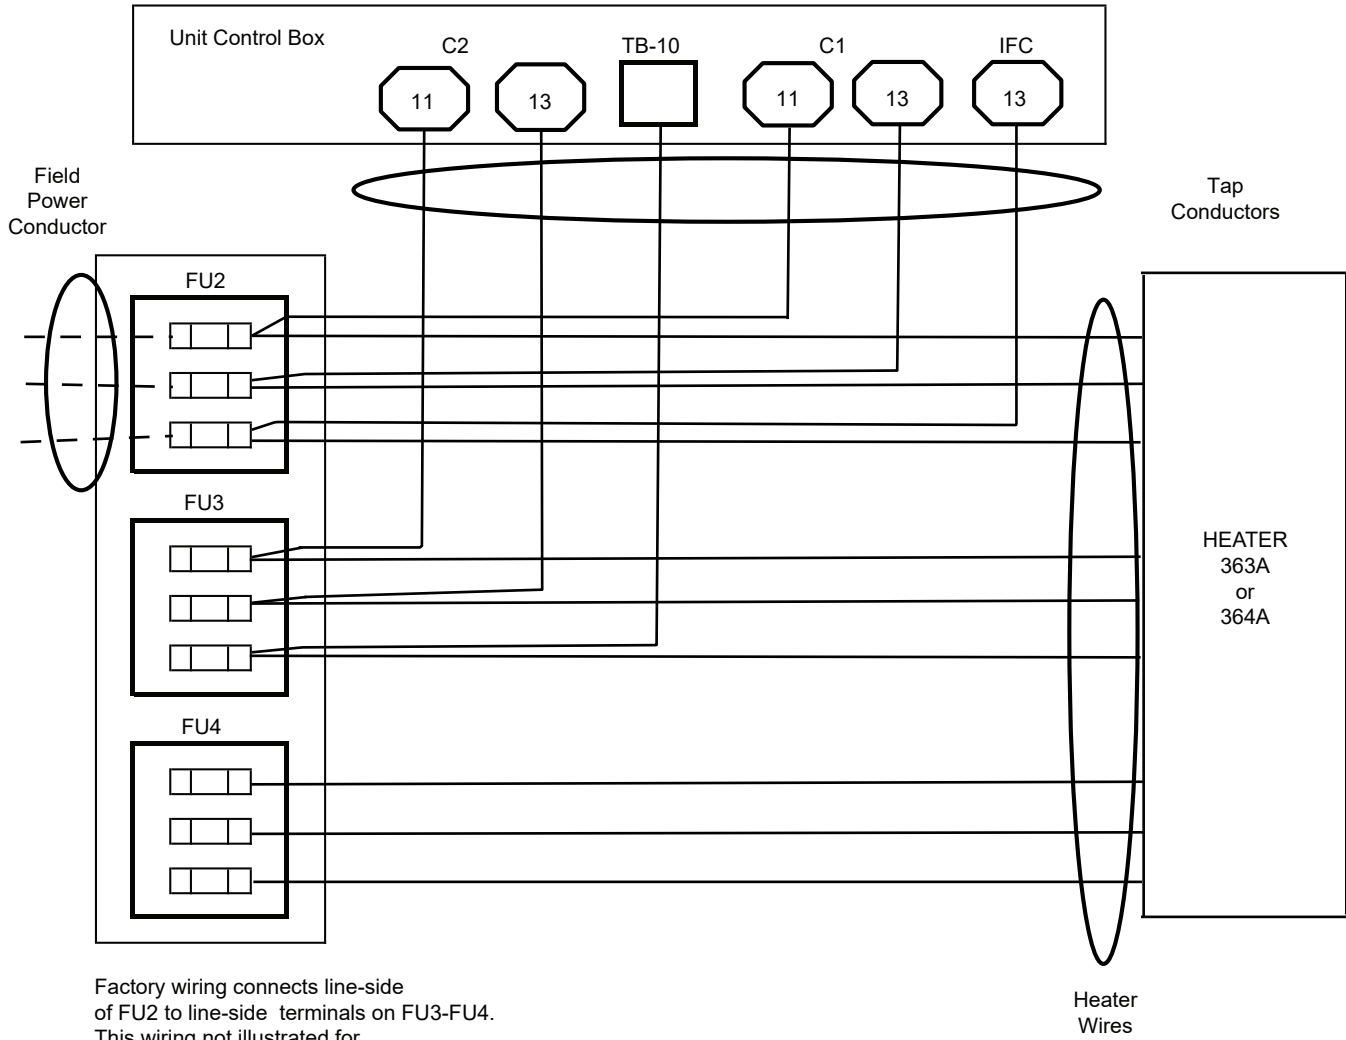 Unit Control Box
C2
TB-10
C1
IFC
11
13
11
13
13
Field
Power
Conductor
Tap
Conductors
FU2
FU3
HEATER
363A
or
364A
FU4
Factory wiring connects line-side
of FU2 to line-side terminals on FU3-FU4.
This wiring not illustrated for
Heater
Wires